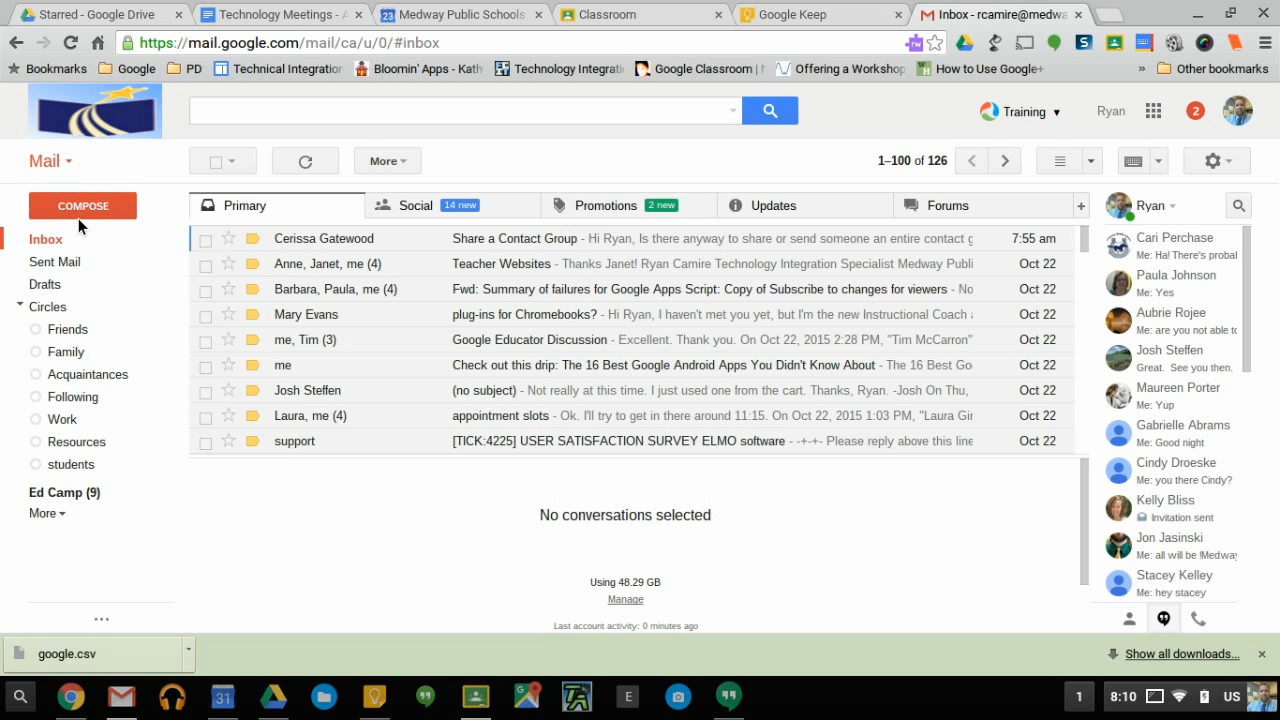 Starred - Google Drive
Technology Meetings - A
Medway Public Schools
Classroom
Google Keep
Inbox - rcamire@medwa
https://mail.google.com/mail/ca/u/0/#inbox
Bookmarks
Google
PD
Technical Integration
Bloomin' Apps - Kath
Technology Integrati
Google Classroom |
Offering a Workshop
How to Use Google+
»
Other bookmarks
Training
Ryan
2
Mail
More
1–100 of 126
COMPOSE
Primary
Social 14 new
Promotions 2 new
Updates
Forums
+
Ryan
Inbox
Sent Mail
Drafts
Circles
Friends
Family
Acquaintances
Following
Work
Resources
students
Ed Camp (9)
More
Cerissa Gatewood Share a Contact Group - Hi Ryan, Is there anyway to share or send someone an entire contact g 7:55 am
Anne, Janet, me (4) Teacher Websites - Thanks Janet! Ryan Camire Technology Integration Specialist Medway Publi Oct 22
Barbara, Paula, me (4) Fwd: Summary of failures for Google Apps Script: Copy of Subscribe to changes for viewers - No Oct 22
Mary Evans plug-ins for Chromebooks? - Hi Ryan, I haven't met you yet, but I'm the new Instructional Coach a Oct 22
me, Tim (3) Google Educator Discussion - Excellent. Thank you. On Oct 22, 2015 2:28 PM, "Tim McCarron" Oct 22
me Check out this drip: The 16 Best Google Android Apps You Didn't Know About - The 16 Best Go Oct 22
Josh Steffen (no subject) - Not really at this time. I just used one from the cart. Thanks, Ryan. -Josh On Thu, Oct 22
Laura, me (4) appointment slots - Ok. I'll try to get in there around 11:15. On Oct 22, 2015 1:03 PM, "Laura Gir Oct 22
support [TICK:4225] USER SATISFACTION SURVEY ELMO software - -+-+- Please reply above this line Oct 22
No conversations selected
Using 48.29 GB
Manage
Last account activity: 0 minutes ago
Cari Perchase
Me: Ha! There's probal
Paula Johnson
Me: Yes
Aubrie Rojee
Me: are you not able to
Josh Steffen
Great. See you then.
Maureen Porter
Me: Yup
Gabrielle Abrams
Me: Good night
Cindy Droeske
Me: you there Cindy?
Kelly Bliss
Invitation sent
Jon Jasinski
Me: all will be !Medway
Stacey Kelley
Me: hey stacey
google.csv
Show all downloads...
31
E
1
8:10
US